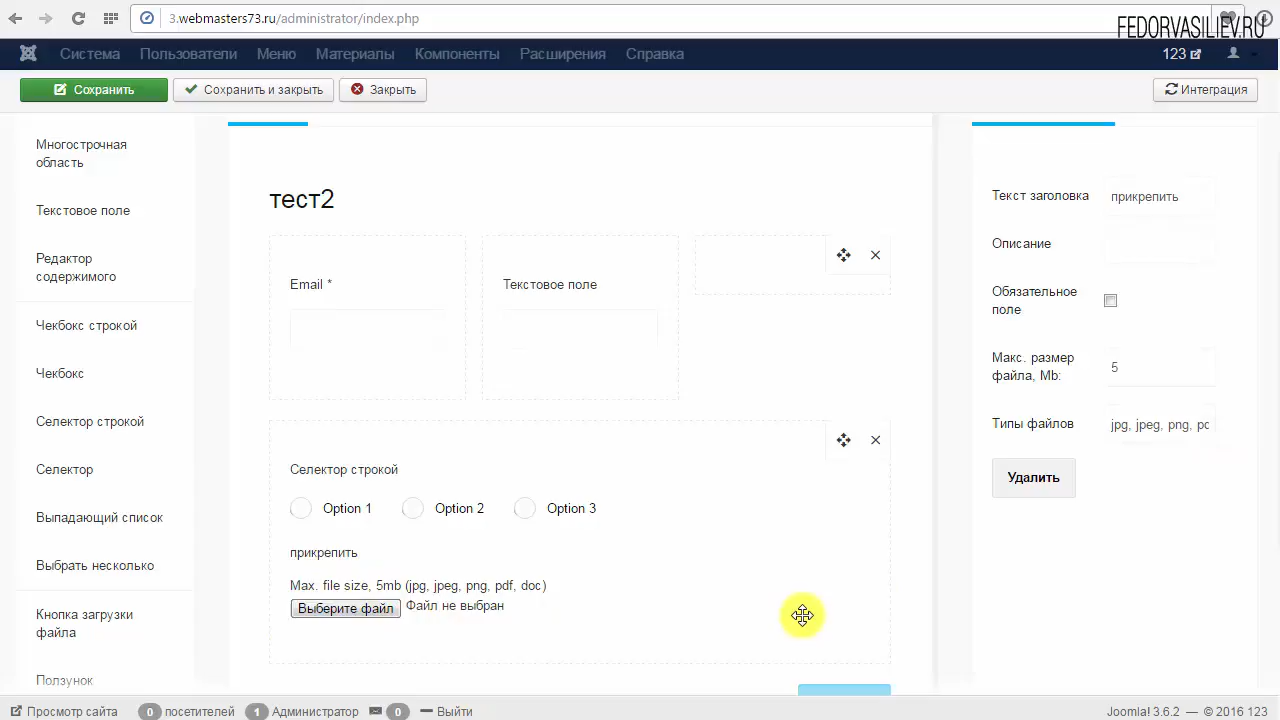 3.webmasters73.ru/administrator/index.php
FEDORVASILIEV.RU
Система Пользователи Меню Материалы Компоненты Расширения Справка 123
Сохранить Сохранить и закрыть Закрыть Интеграция
Многострочная
область
Текстовое поле
Редактор
содержимого
Чекбокс строкой
Чекбокс
Селектор строкой
Селектор
Выпадающий список
Выбрать несколько
Кнопка загрузки
файла
Ползунок
тест2
Email *
Текстовое поле
Селектор строкой
Option 1 Option 2 Option 3
прикрепить
Max. file size, 5mb (jpg, jpeg, png, pdf, doc)
Выберите файл Файл не выбран
Текст заголовка прикрепить
Описание
Обязательное
поле
Макс. размер
файла, Mb: 5
Типы файлов jpg, jpeg, png, pc
Удалить
Просмотр сайта 0 посетителей 1 Администратор 0 Выйти
Joomla! 3.6.2 — © 2016 123